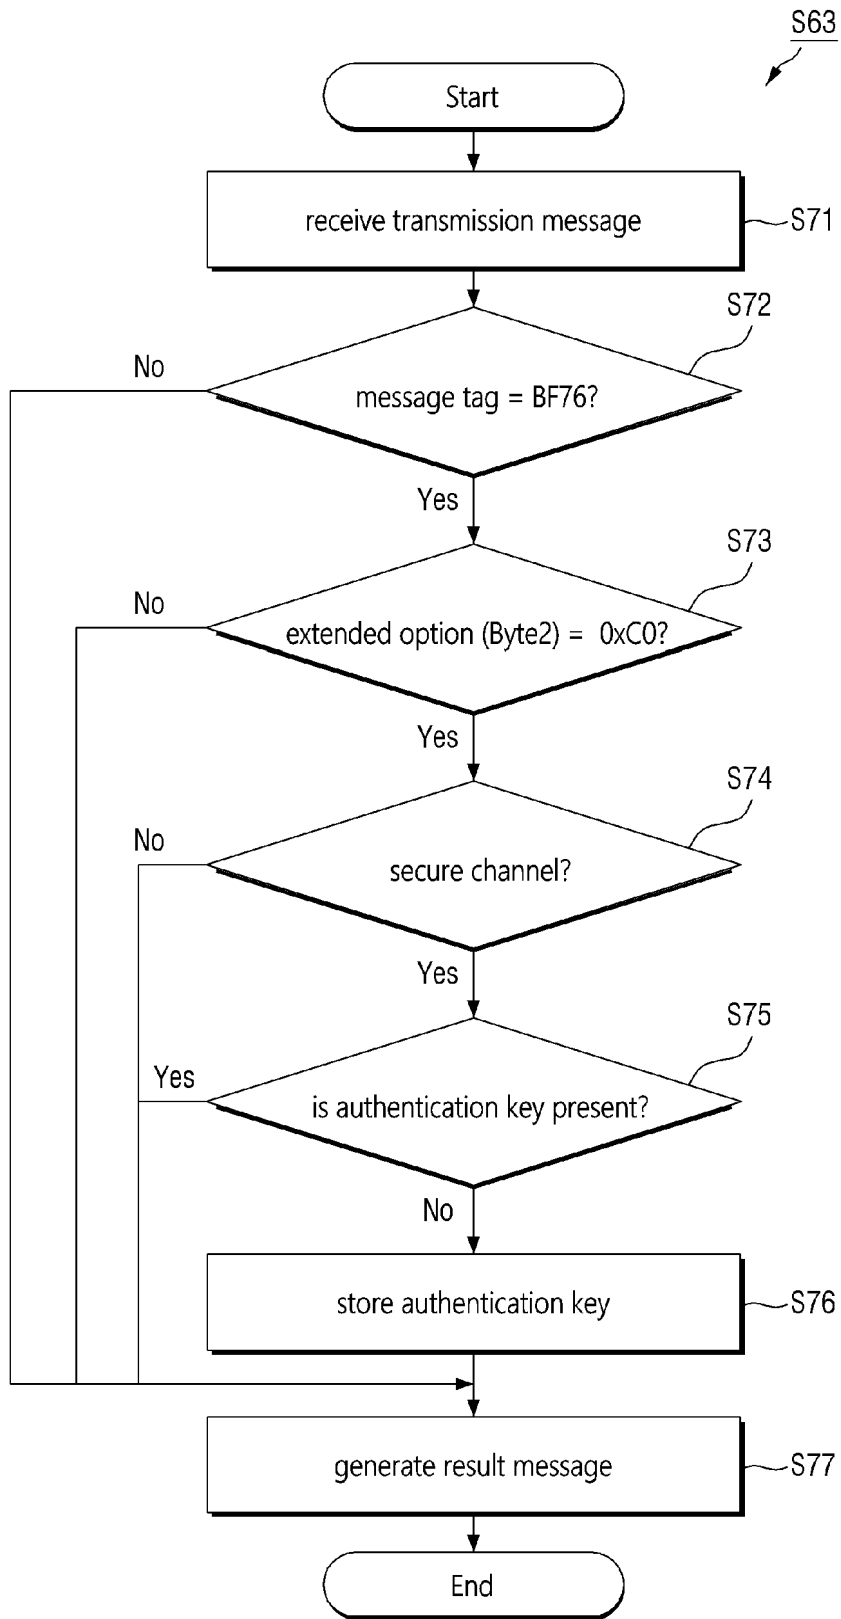 S63
Start
receive transmission message
S71
S72
No
message tag = BF76?
Yes
S73
No
extended option (Byte2) = 0xC0?
Yes
S74
No
secure channel?
Yes
S75
Yes
is authentication key present?
No
store authentication key
S76
generate result message
S77
End